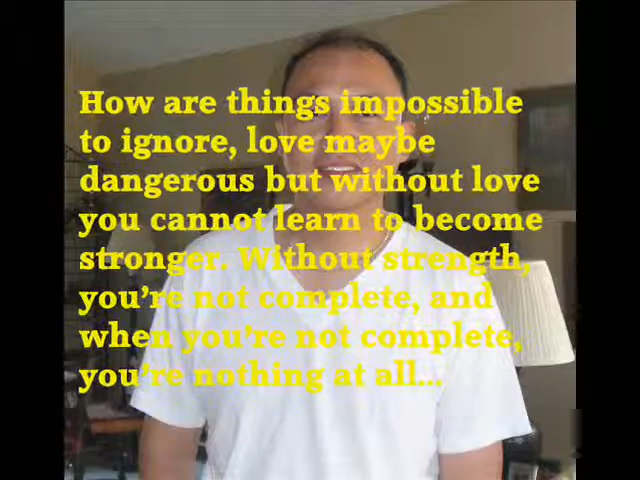 How are things impossible
to ignore, love maybe
dangerous but without love
you cannot learn to become
stronger. Without strength,
you're not complete, and
when you're not complete,
you're nothing at all...